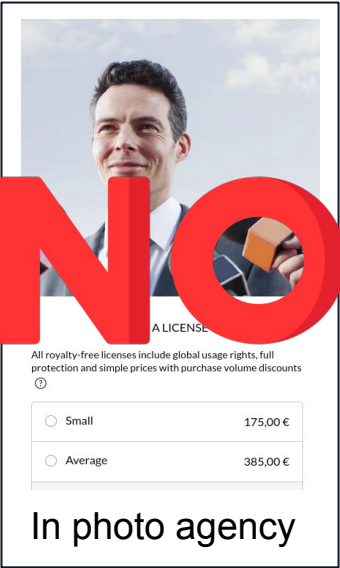 NO
A LICENSE
All royalty-free licenses include global usage rights, full
protection and simple prices with purchase volume discounts
?
Small 175,00 €
Average 385,00 €
In photo agency